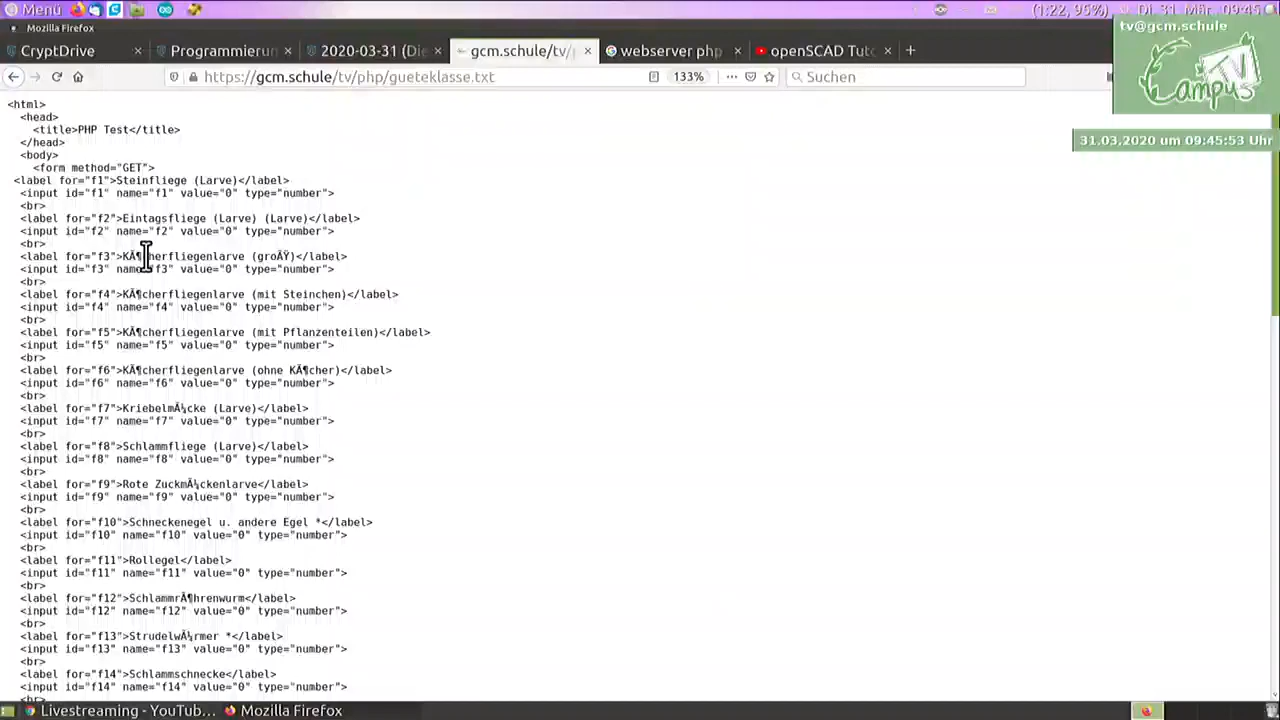 Menü
(1:22, 95%)
Di 31. Mär, 09:45
Mozilla Firefox
tv@gcm.schule
CryptDrive
Programmierun
2020-03-31 (Die
gcm.schule/tv/p
webserver php
openSCAD Tuto
https://gcm.schule/tv/php/gueteklasse.txt
133%
Suchen
TV
Campus
31.03.2020 um 09:45:53 Uhr
<html>
<head>
<title>PHP Test</title>
</head>
<body>
<form method="GET">
<label for="f1">Steinfliege (Larve)</label>
<input id="f1" name="f1" value="0" type="number">
<br>
<label for="f2">Eintagsfliege (Larve) (Larve)</label>
<input id="f2" name="f2" value="0" type="number">
<br>
<label for="f3">KÃ¶cherfliegenlarve (groÃŸ)</label>
<input id="f3" name="f3" value="0" type="number">
<br>
<label for="f4">KÃ¶cherfliegenlarve (mit Steinchen)</label>
<input id="f4" name="f4" value="0" type="number">
<br>
<label for="f5">KÃ¶cherfliegenlarve (mit Pflanzenteilen)</label>
<input id="f5" name="f5" value="0" type="number">
<br>
<label for="f6">KÃ¶cherfliegenlarve (ohne KÃ¶cher)</label>
<input id="f6" name="f6" value="0" type="number">
<br>
<label for="f7">KriebelmÃ¼cke (Larve)</label>
<input id="f7" name="f7" value="0" type="number">
<br>
<label for="f8">Schlammfliege (Larve)</label>
<input id="f8" name="f8" value="0" type="number">
<br>
<label for="f9">Rote ZuckmÃ¼ckenlarve</label>
<input id="f9" name="f9" value="0" type="number">
<br>
<label for="f10">Schneckenegel u. andere Egel *</label>
<input id="f10" name="f10" value="0" type="number">
<br>
<label for="f11">Rollegel</label>
<input id="f11" name="f11" value="0" type="number">
<br>
<label for="f12">SchlammrÃ¶hrenwurm</label>
<input id="f12" name="f12" value="0" type="number">
<br>
<label for="f13">StrudelwÃ¼rmer *</label>
<input id="f13" name="f13" value="0" type="number">
<br>
<label for="f14">Schlammschnecke</label>
<input id="f14" name="f14" value="0" type="number">
<br>
Livestreaming - YouTub...
Mozilla Firefox